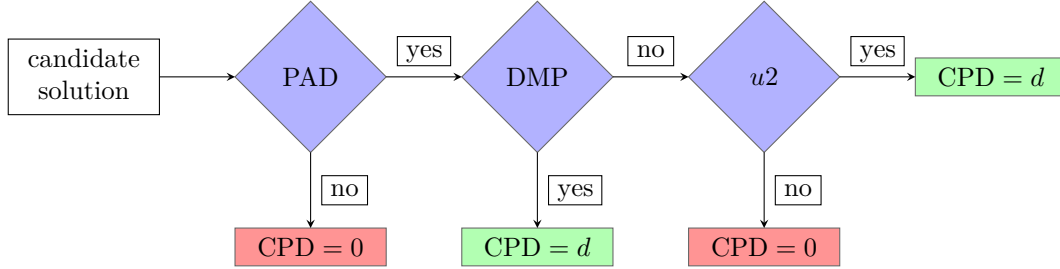 candidate
solution
PAD
yes
DMP
no
u2
yes
CPD = d
no
yes
no
CPD = 0
CPD = d
CPD = 0